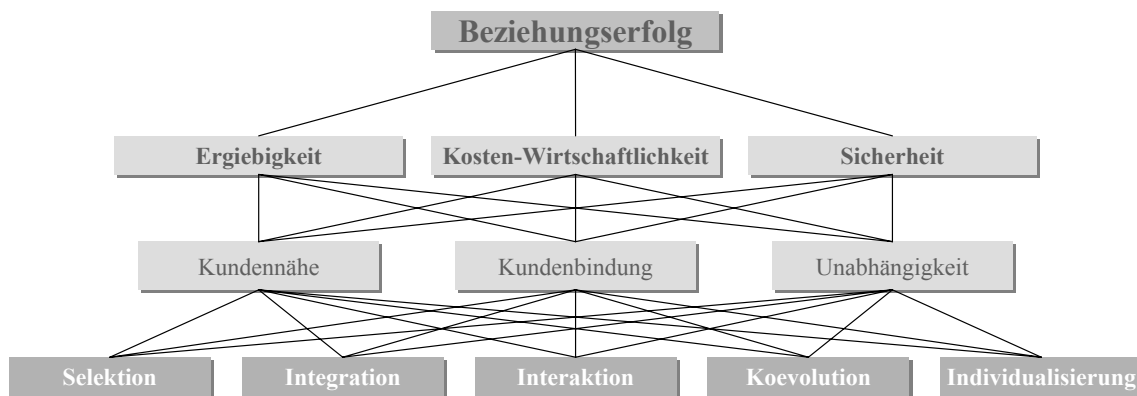 Beziehungserfolg
Ergiebigkeit
Kosten-Wirtschaftlichkeit
Sicherheit
Kundennähe
Kundenbindung
Unabhängigkeit
Selektion
Integration
Interaktion
Koevolution
Individualisierung